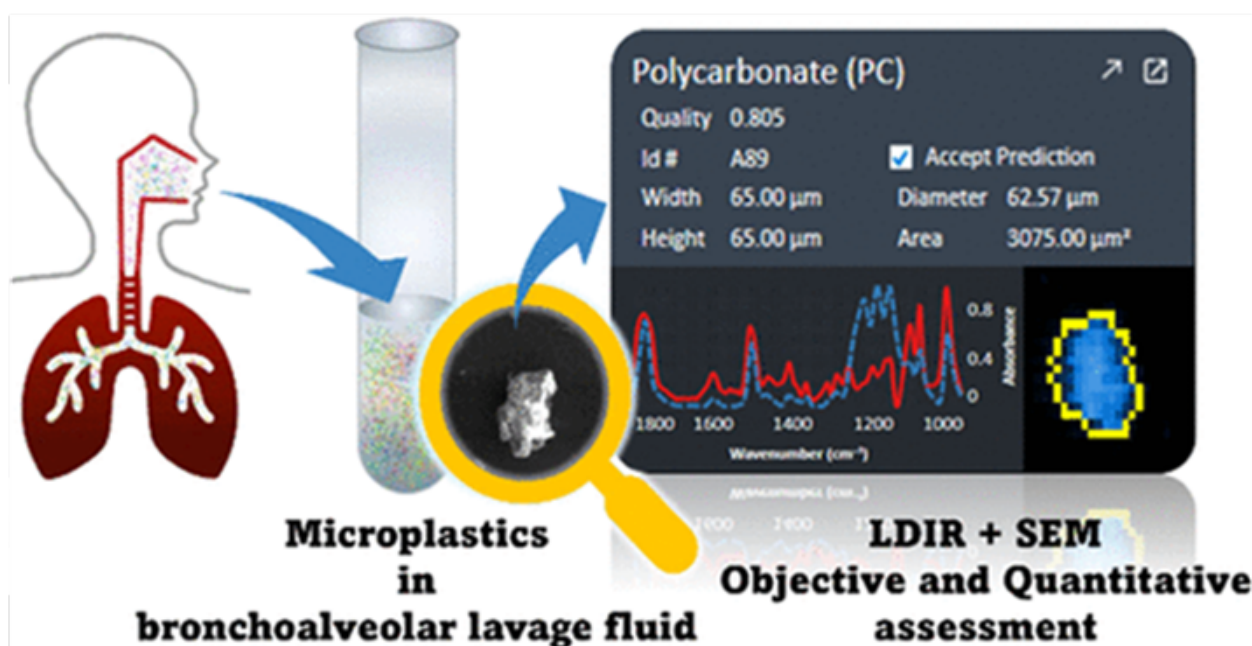 Polycarbonate (PC)
Quality 0.805
Id # A89 Accept Prediction
Width 65.00 µm Diameter 62.57 µm
Height 65.00 µm Area 3075.00 µm²
0.8
0.4
0
Absorbance
1800 1600 1400 1200 1000
Wavenumber (cm⁻¹)
Microplastics
in
bronchoalveolar lavage fluid
LDIR + SEM
Objective and Quantitative
assessment